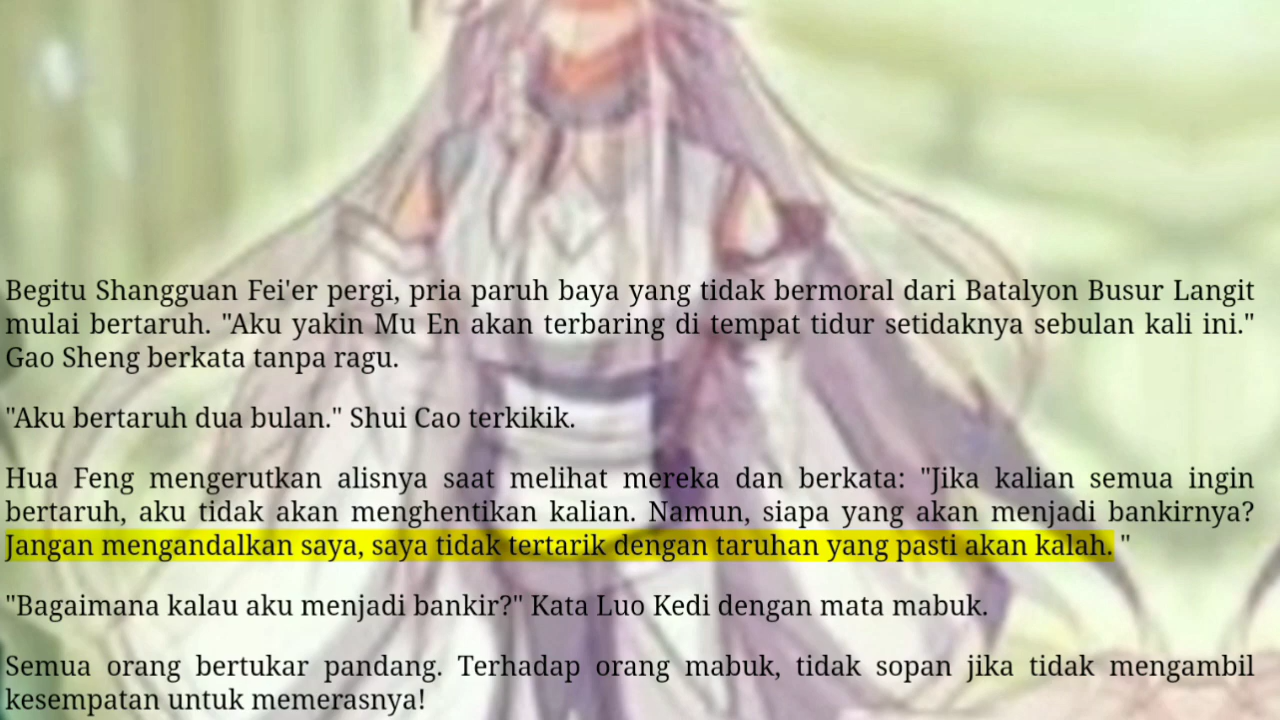 Begitu Shangguan Fei'er pergi, pria paruh baya yang tidak bermoral dari Batalyon Busur Langit
mulai bertaruh. "Aku yakin Mu En akan terbaring di tempat tidur setidaknya sebulan kali ini."
Gao Sheng berkata tanpa ragu.
"Aku bertaruh dua bulan." Shui Cao terkikik.
Hua Feng mengerutkan alisnya saat melihat mereka dan berkata: "Jika kalian semua ingin
bertaruh, aku tidak akan menghentikan kalian. Namun, siapa yang akan menjadi bankirnya?
Jangan mengandalkan saya, saya tidak tertarik dengan taruhan yang pasti akan kalah. "
"Bagaimana kalau aku menjadi bankir?" Kata Luo Kedi dengan mata mabuk.
Semua orang bertukar pandang. Terhadap orang mabuk, tidak sopan jika tidak mengambil
kesempatan untuk memerasnya!